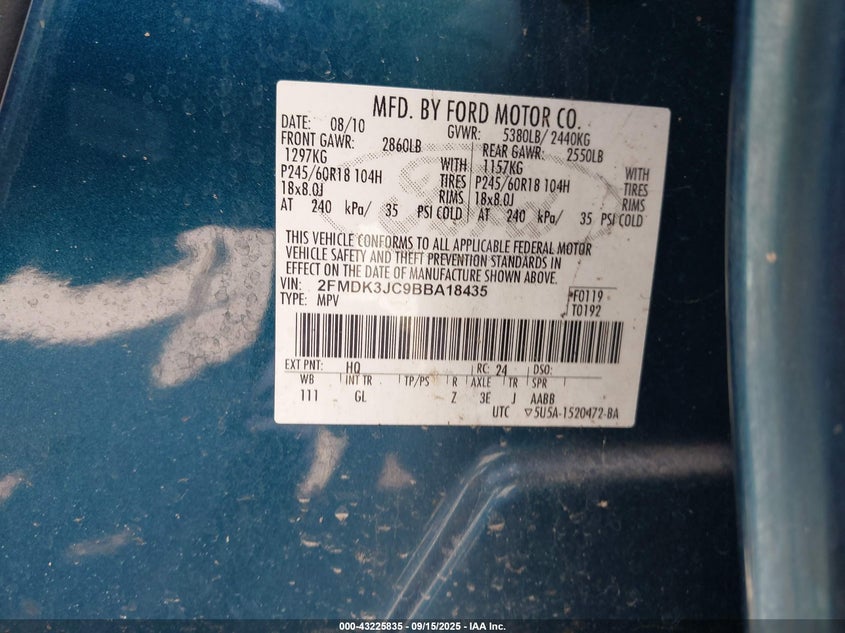 MFD. BY FORD MOTOR CO.
DATE: 08/10 GVWR: 5380LB/ 2440KG
FRONT GAWR: 2860LB REAR GAWR: 2550LB
1297KG WITH 1157KG WITH
P245/60R18 104H TIRES P245/60R18 104H TIRES
18x8.0J RIMS 18x8.0J RIMS
AT 240 kPa/ 35 PSI COLD AT 240 kPa/ 35 PSI COLD
THIS VEHICLE CONFORMS TO ALL APPLICABLE FEDERAL MOTOR
VEHICLE SAFETY AND THEFT PREVENTION STANDARDS IN
EFFECT ON THE DATE OF MANUFACTURE SHOWN ABOVE.
VIN: 2FMDK3JC9BBA18435 F0119
TYPE: MPV T0192
EXT PNT: HQ RC: 24 DSO:
WB INT TR TP/PS R AXLE TR SPR
111 GL Z 3E J AABB
UTC ▽5U5A-1520472-BA
000-43225835 - 09/15/2025 - IAA Inc.